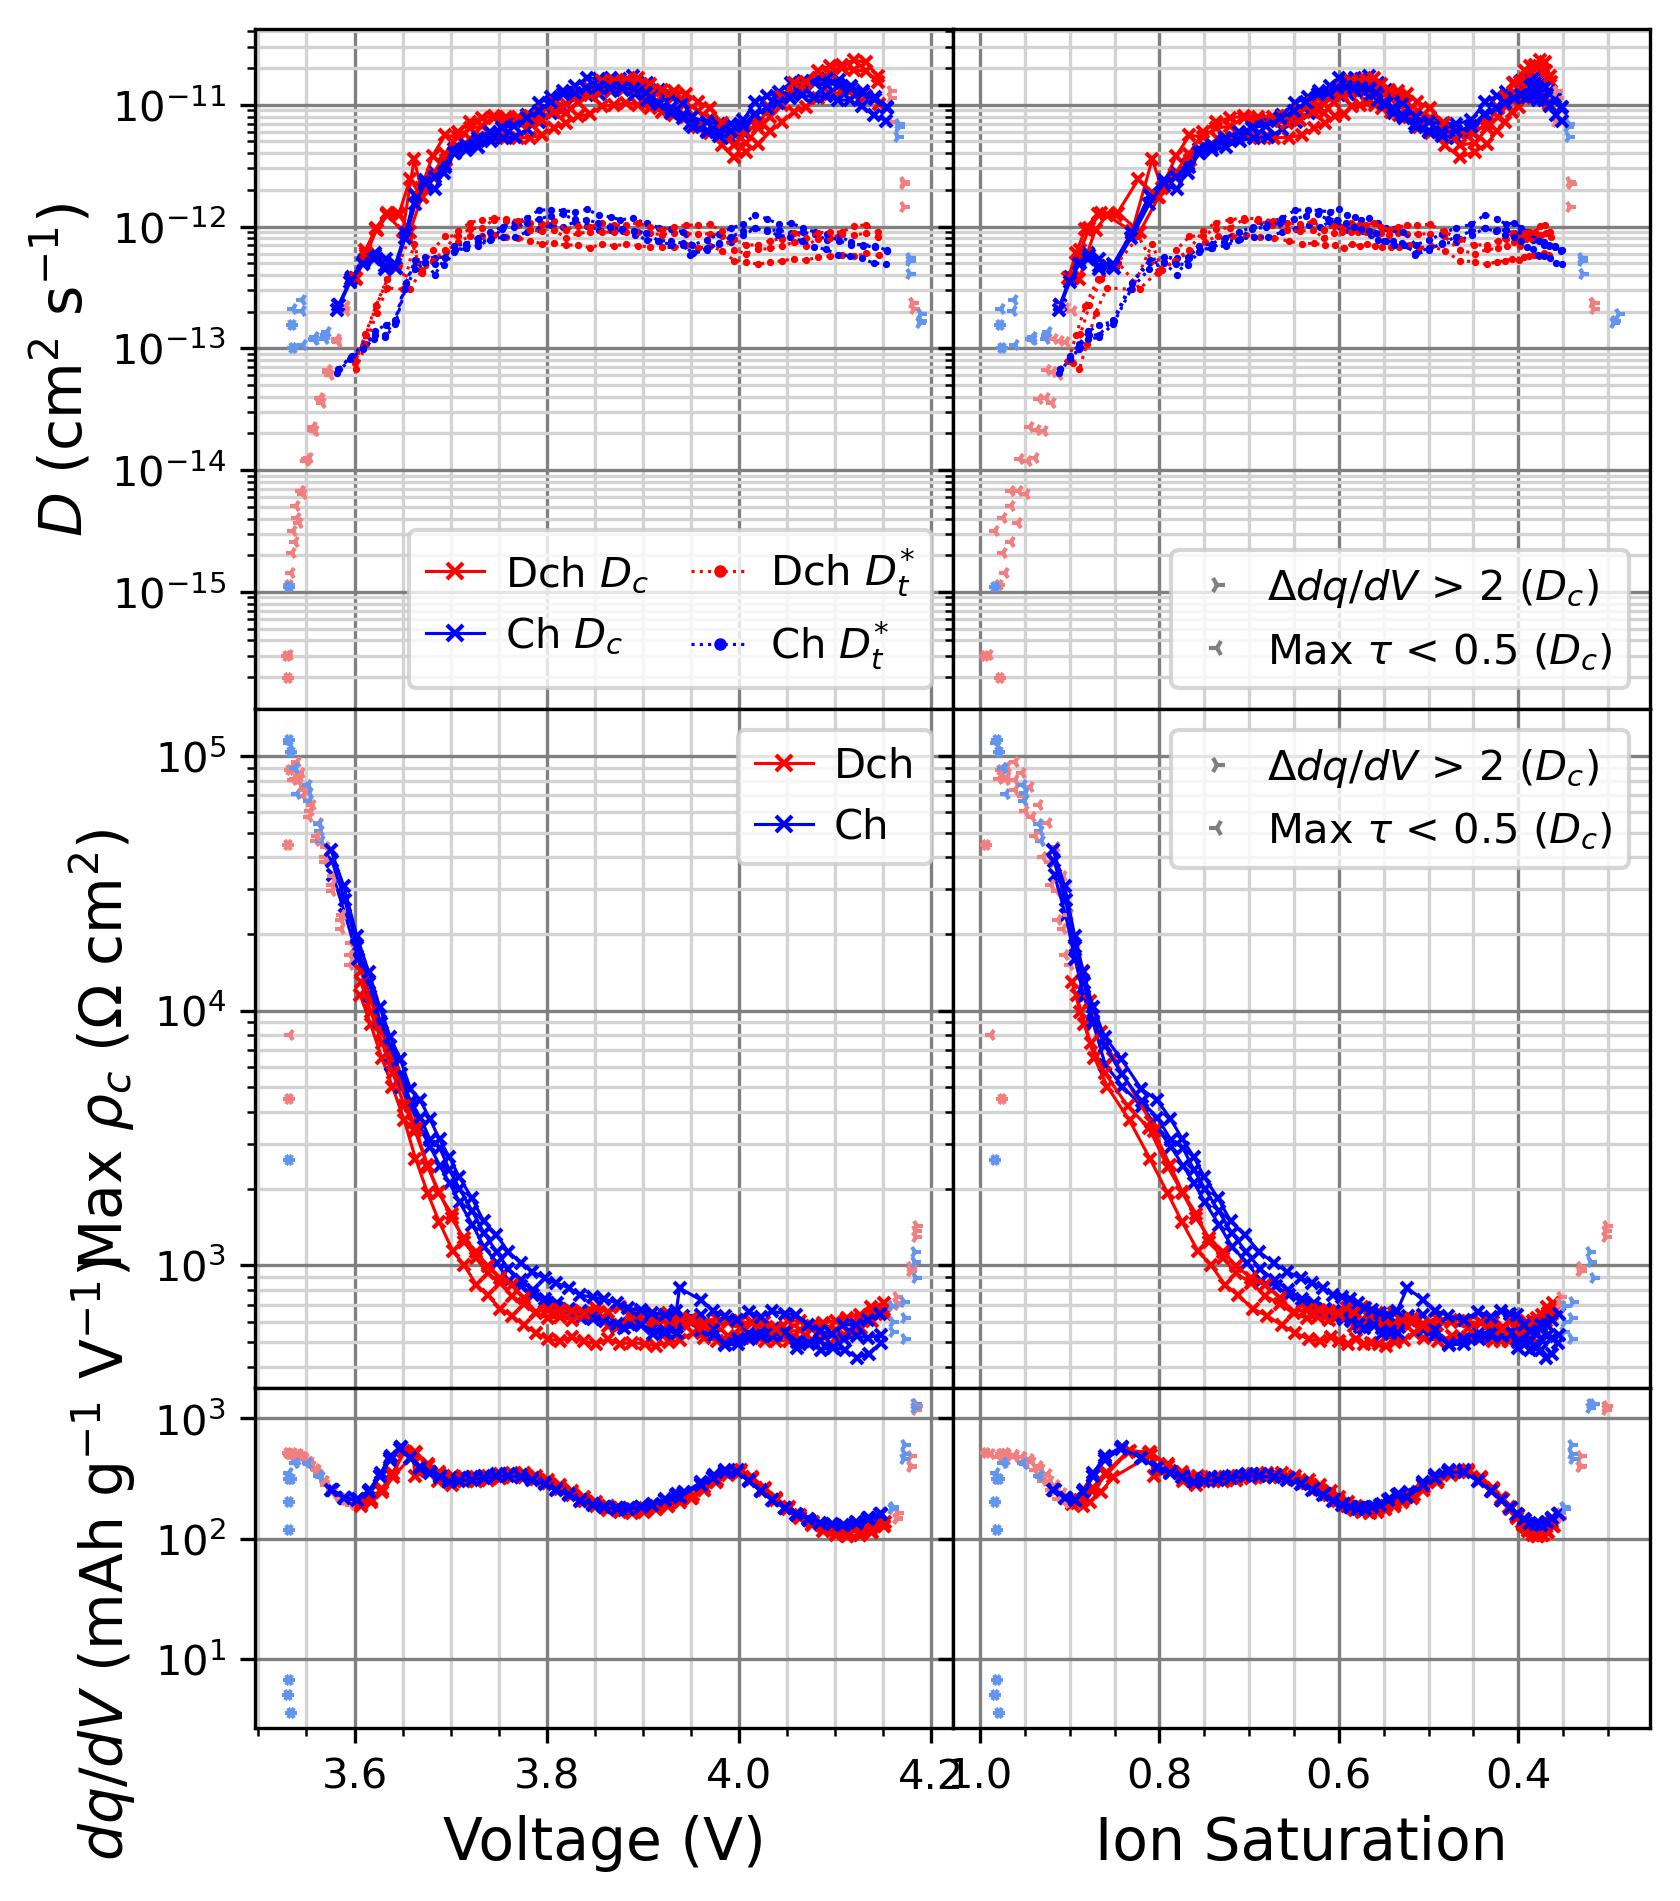 D (cm² s⁻¹)
10⁻¹¹
10⁻¹²
10⁻¹³
10⁻¹⁴
10⁻¹⁵
Dch D_c
Ch D_c
Dch D_t^*
Ch D_t^*
Δdq/dV > 2 (D_c)
Max τ < 0.5 (D_c)
Max ρ_c (Ω cm²)
10⁵
10⁴
10³
Dch
Ch
Δdq/dV > 2 (D_c)
Max τ < 0.5 (D_c)
dq/dV (mAh g⁻¹ V⁻¹)
10³
10²
10¹
3.6 3.8 4.0 4.2
1.0 0.8 0.6 0.4
Voltage (V)
Ion Saturation